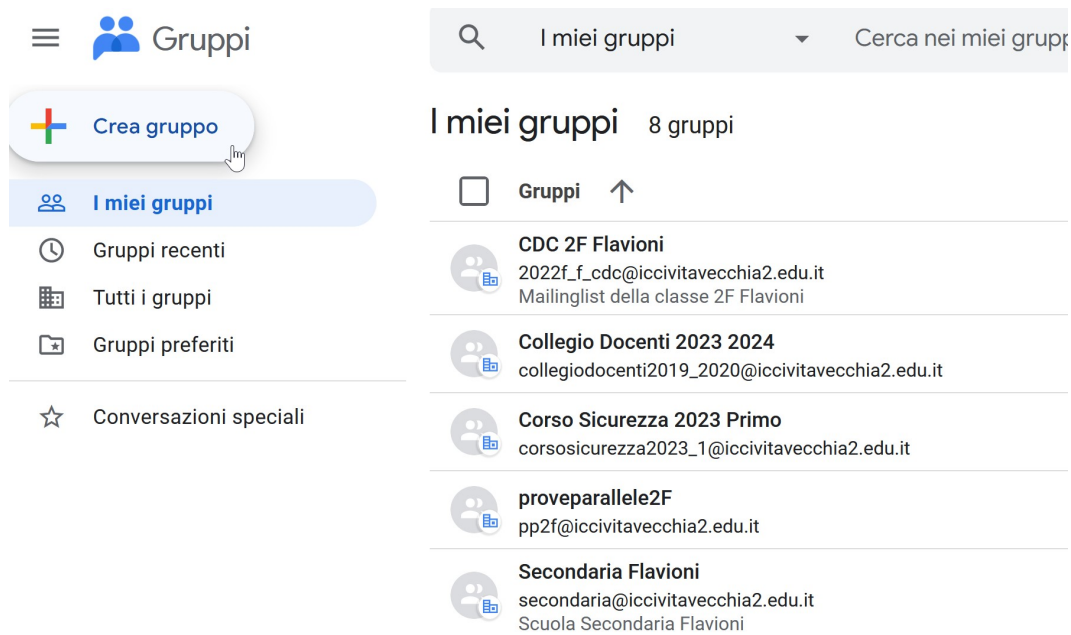 Gruppi
I miei gruppi
Cerca nei miei
Crea gruppo
I miei gruppi 8 gruppi
Gruppi
I miei gruppi
Gruppi recenti
Tutti i gruppi
Gruppi preferiti
Conversazioni speciali
CDC 2F Flavioni
2022f_f_cdc@iccivitavecchia2.edu.it
Mailinglist della classe 2F Flavioni
Collegio Docenti 2023 2024
collegiodocenti2019_2020@iccivitavecchia2.edu.it
Corso Sicurezza 2023 Primo
corsosicurezza2023_1@iccivitavecchia2.edu.it
proveparallele2F
pp2f@iccivitavecchia2.edu.it
Secondaria Flavioni
secondaria@iccivitavecchia2.edu.it
Scuola Secondaria Flavioni